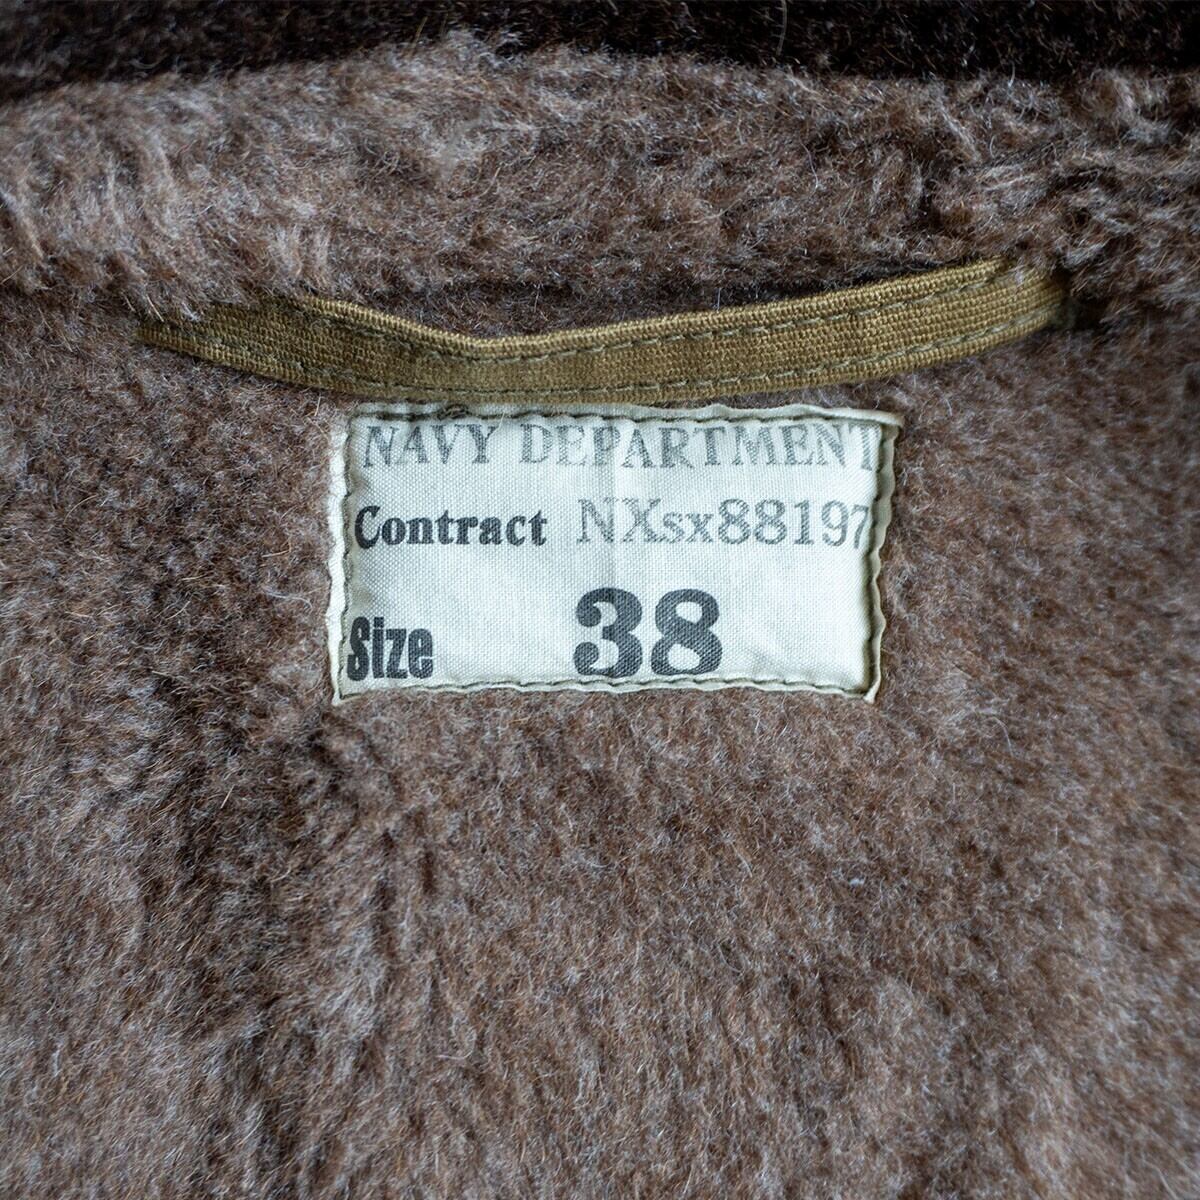 NAVY DEPARTMENT
Contract NXsx88197
Size 38